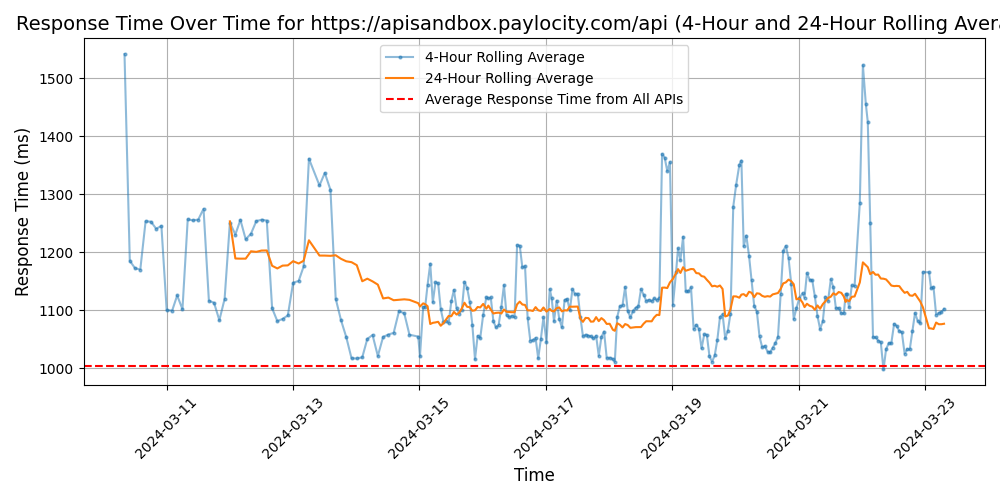 Response Time Over Time for https://apisandbox.paylocity.com/api (4-Hour and 24-Hour Rolling Avera
4-Hour Rolling Average
24-Hour Rolling Average
Average Response Time from All APIs
Response Time (ms)
1500
1400
1300
1200
1100
1000
2024-03-11
2024-03-13
2024-03-15
2024-03-17
2024-03-19
2024-03-21
2024-03-23
Time